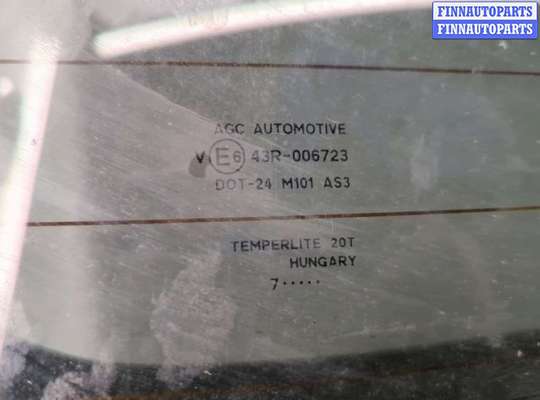 FINNAUTOPARTS
FINNAUTOPARTS
AGC AUTOMOTIVE
V E6 43R-006723
DOT-24 M101 AS3
TEMPERLITE 20T
HUNGARY
7·····